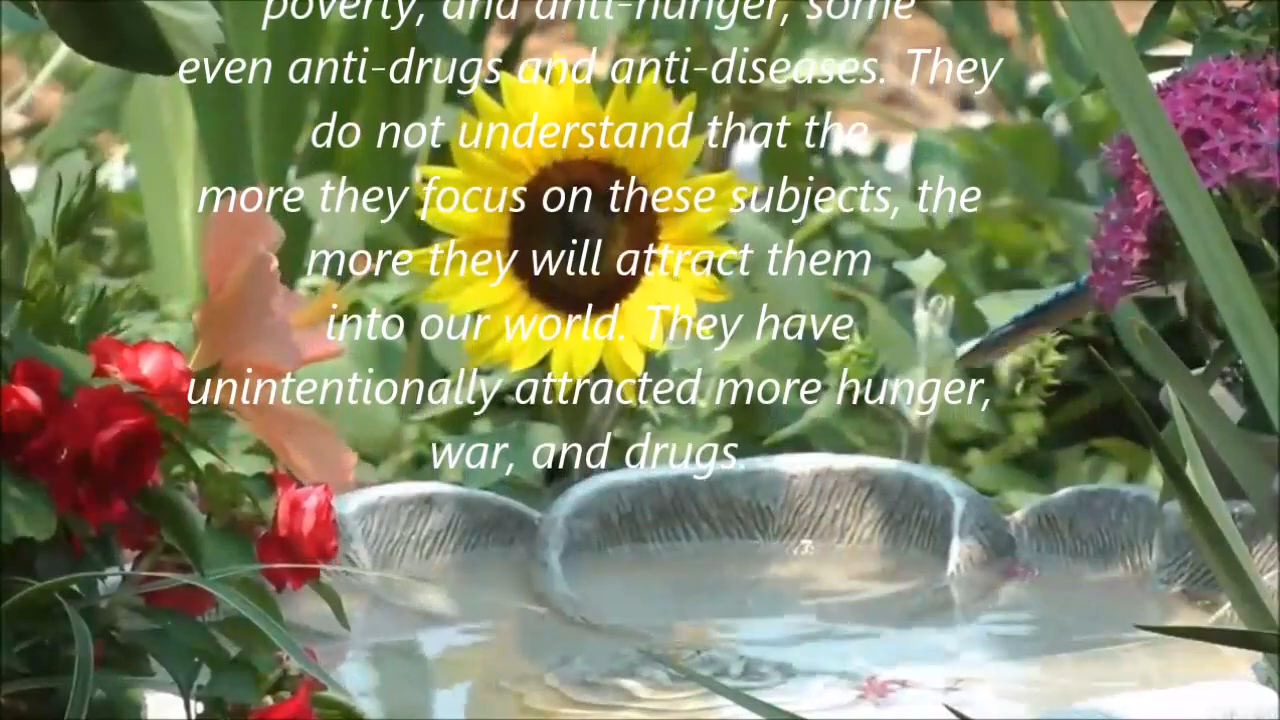 poverty, and anti-hunger, some
even anti-drugs and anti-diseases. They
do not understand that the
more they focus on these subjects, the
more they will attract them
into our world. They have
unintentionally attracted more hunger,
war, and drugs.